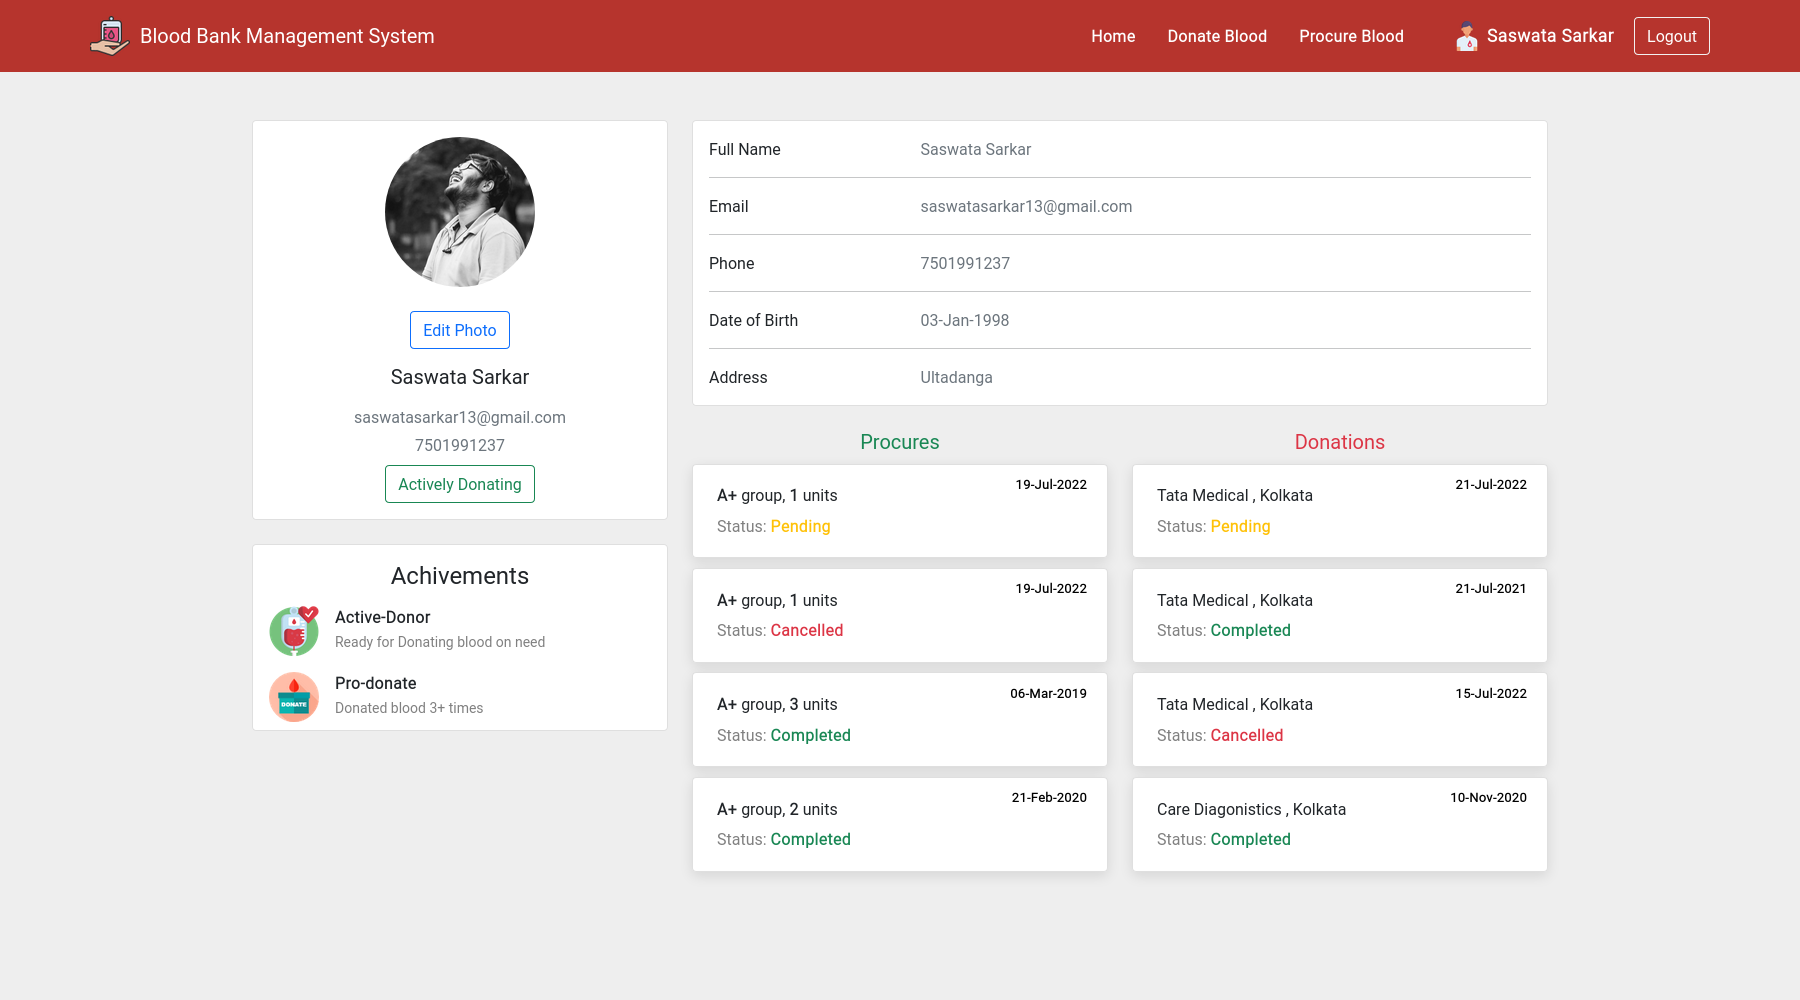 Blood Bank Management System
Home Donate Blood Procure Blood Saswata Sarkar Logout
Edit Photo
Saswata Sarkar
saswatasarkar13@gmail.com
7501991237
Actively Donating
Achivements
Active-Donor
Ready for Donating blood on need
DONATE
Pro-donate
Donated blood 3+ times
Full Name Saswata Sarkar
Email saswatasarkar13@gmail.com
Phone 7501991237
Date of Birth 03-Jan-1998
Address Ultadanga
Procures
A+ group, 1 units 19-Jul-2022
Status: Pending
A+ group, 1 units 19-Jul-2022
Status: Cancelled
A+ group, 3 units 06-Mar-2019
Status: Completed
A+ group, 2 units 21-Feb-2020
Status: Completed
Donations
Tata Medical , Kolkata 21-Jul-2022
Status: Pending
Tata Medical , Kolkata 21-Jul-2021
Status: Completed
Tata Medical , Kolkata 15-Jul-2022
Status: Cancelled
Care Diagonistics , Kolkata 10-Nov-2020
Status: Completed